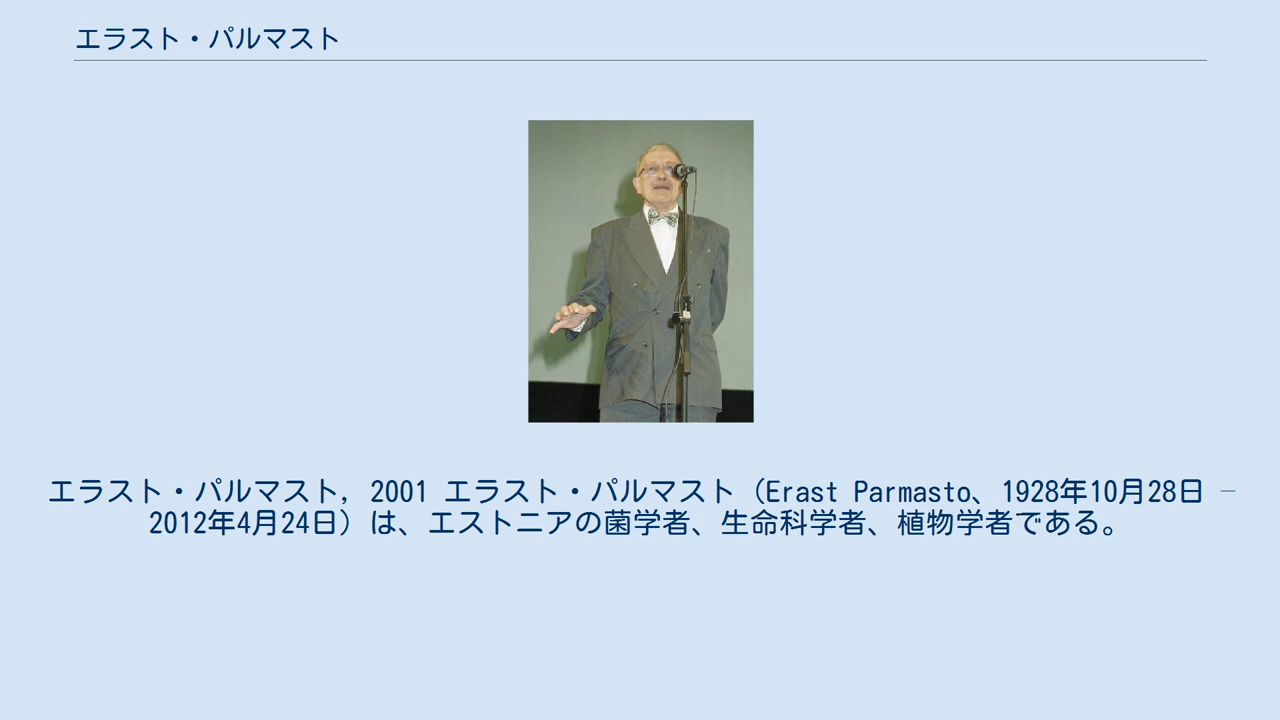 エラスト・パルマスト
エラスト・パルマスト, 2001 エラスト・パルマスト（Erast Parmasto、1928年10月28日 –
2012年4月24日）は、エストニアの菌学者、生命科学者、植物学者である。